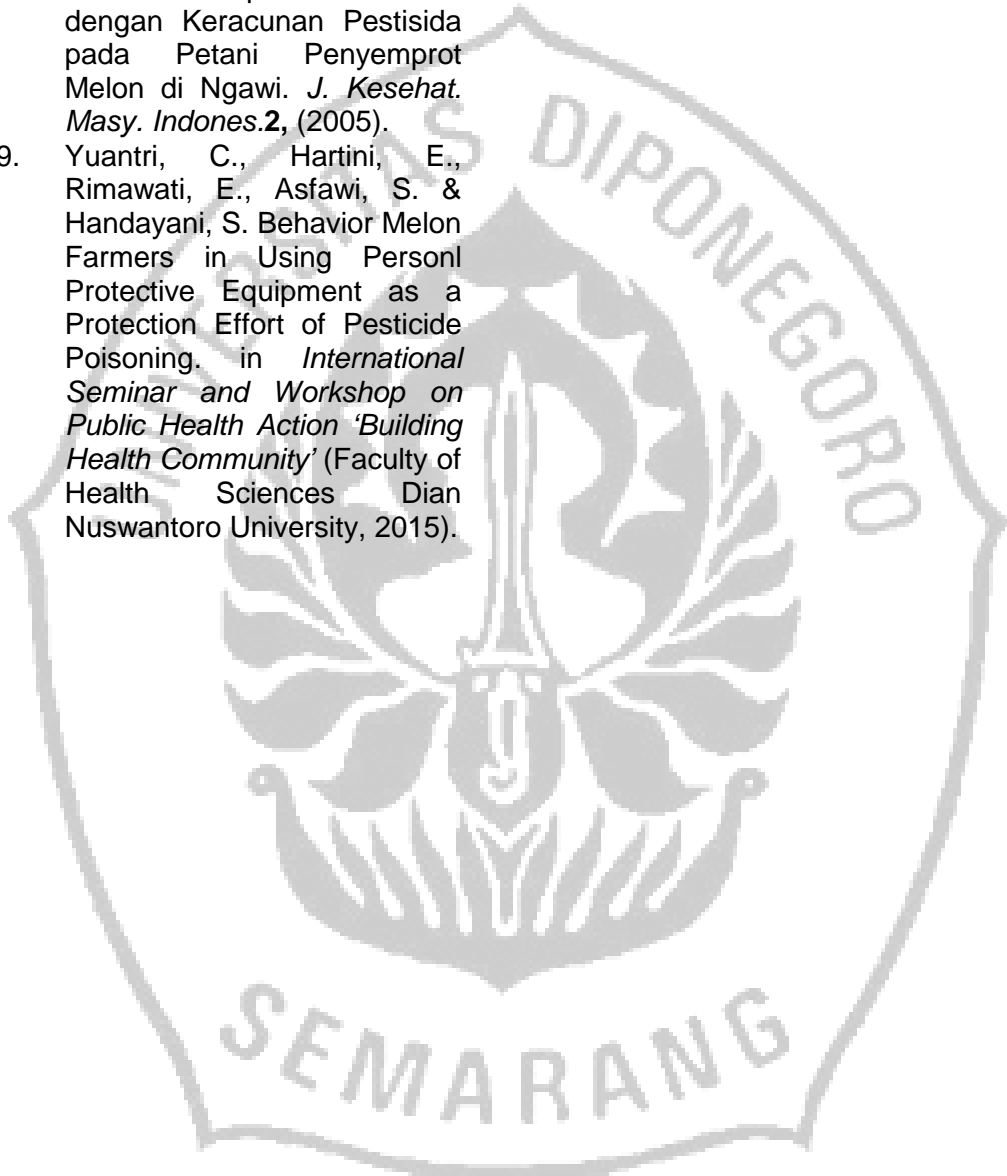 dengan Keracunan Pestisida
pada Petani Penyemprot
Melon di Ngawi. J. Kesehat.
Masy. Indones.2, (2005).
9. Yuantri, C., Hartini, E.,
Rimawati, E., Asfawi, S. &
Handayani, S. Behavior Melon
Farmers in Using Personl
Protective Equipment as a
Protection Effort of Pesticide
Poisoning. in International
Seminar and Workshop on
Public Health Action ‘Building
Health Community’ (Faculty of
Health Sciences Dian
Nuswantoro University, 2015).
UNIVERSITAS DIPONEGORO
SEMARANG